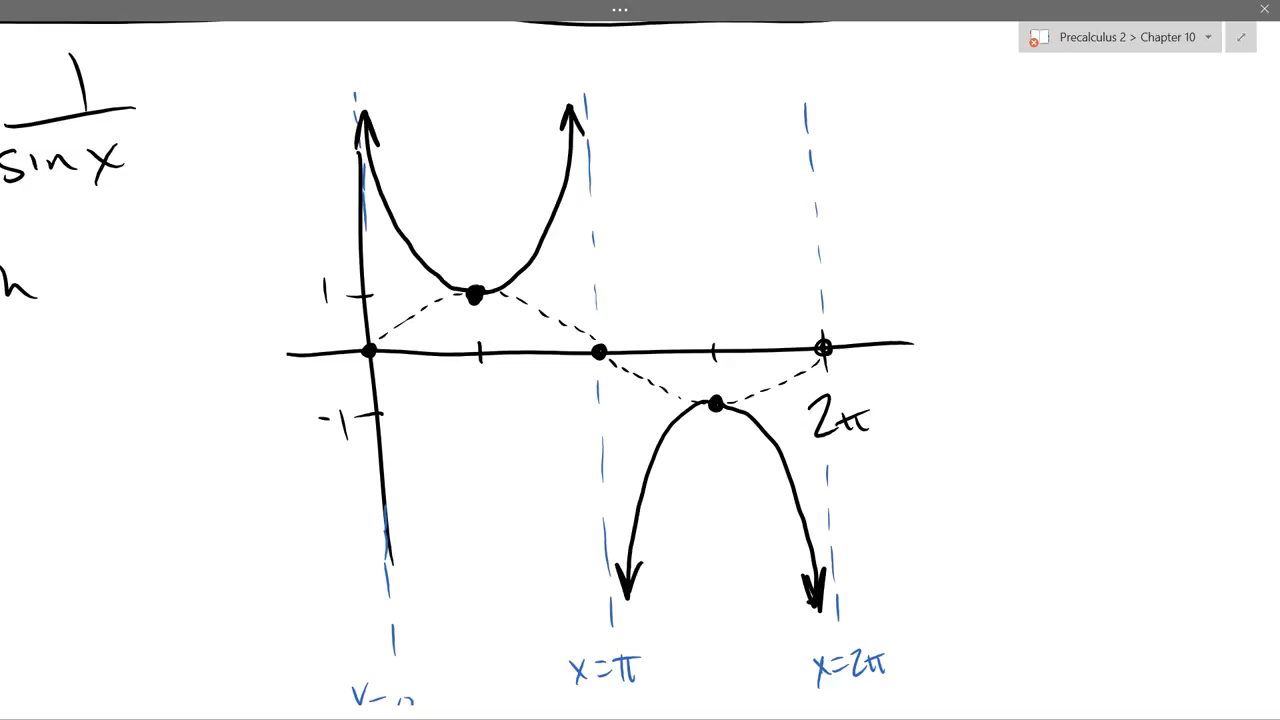 Precalculus 2 > Chapter 10
1
sin x
1
-1
2π
x=π
x=2π